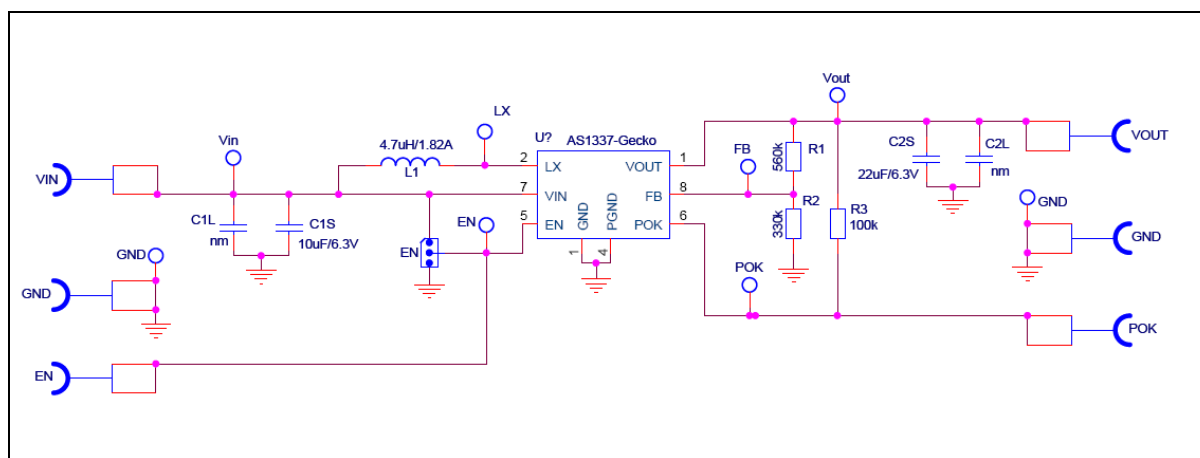 Vout
LX
U?
AS1337-Gecko
Vin
4.7uH/1.82A
L1
2
LX
VOUT
1
560k
R1
C2S
C2L
22uF/6.3V
nm
VOUT
VIN
7
VIN
FB
8
FB
C1L
nm
C1S
10uF/6.3V
EN
5
EN
GND
PGND
POK
6
330k
R2
R3
100k
GND
GND
EN
1
4
GND
GND
POK
POK
EN